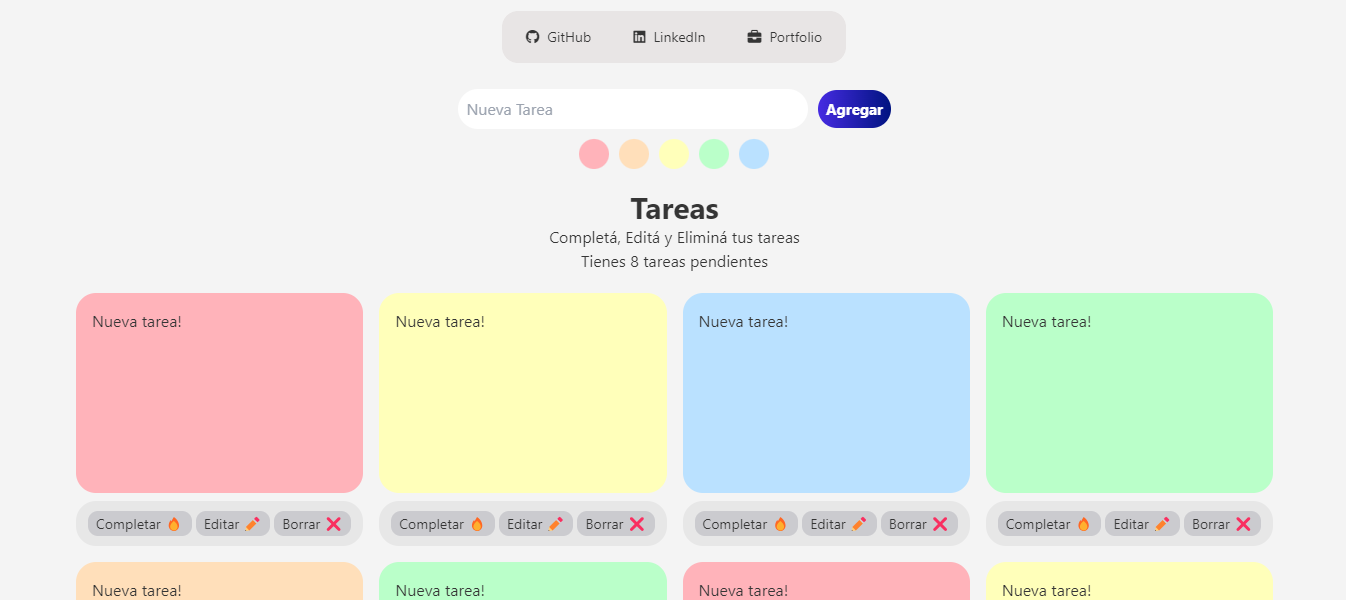 GitHub LinkedIn Portfolio
Nueva Tarea Agregar
Tareas
Completá, Editá y Eliminá tus tareas
Tienes 8 tareas pendientes
Nueva tarea! Nueva tarea! Nueva tarea! Nueva tarea!
Completar 🔥 Editar ✏️ Borrar ❌ Completar 🔥 Editar ✏️ Borrar ❌ Completar 🔥 Editar ✏️ Borrar ❌ Completar 🔥 Editar ✏️ Borrar ❌
Nueva tarea! Nueva tarea! Nueva tarea! Nueva tarea!